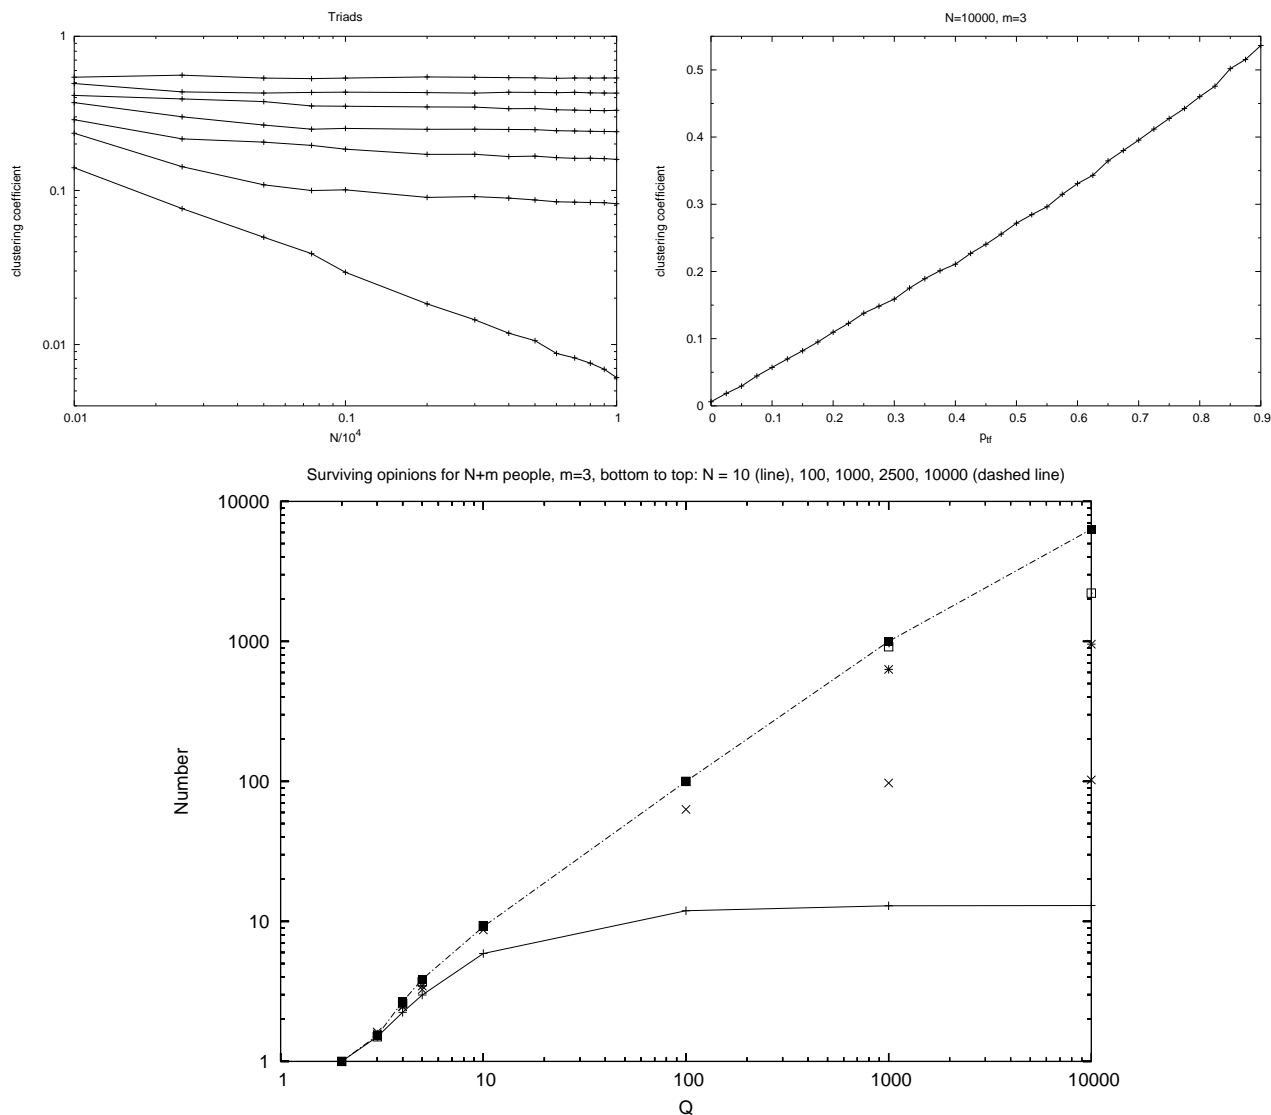 Triads
1
0.1
0.01
clustering coefficient
0.01
0.1
1
N/10^4
N=10000, m=3
0.5
0.4
0.3
0.2
0.1
0
clustering coefficient
0 0.1 0.2 0.3 0.4 0.5 0.6 0.7 0.8 0.9
p_tf
Surviving opinions for N+m people, m=3, bottom to top: N = 10 (line), 100, 1000, 2500, 10000 (dashed line)
10000
1000
100
10
1
Number
1 10 100 1000 10000
Q